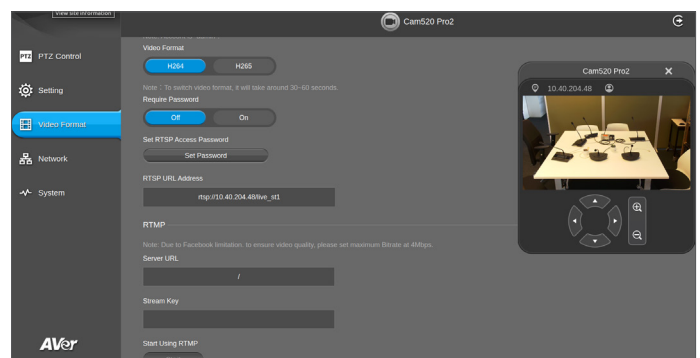 View site information
Cam520 Pro2
PTZ PTZ Control
Setting
Video Format
Network
System
AVer
Video Format
H264 H265
Note : To switch video format, it will take around 30~60 seconds.
Require Password
Off On
Set RTSP Access Password
Set Password
RTSP URL Address
rtsp://10.40.204.48/live_st1
RTMP
Note: Due to Facebook limitation, to ensure video quality, please set maximum Bitrate at 4Mbps.
Server URL
/
Stream Key
Start Using RTMP
Cam520 Pro2 X
10.40.204.48